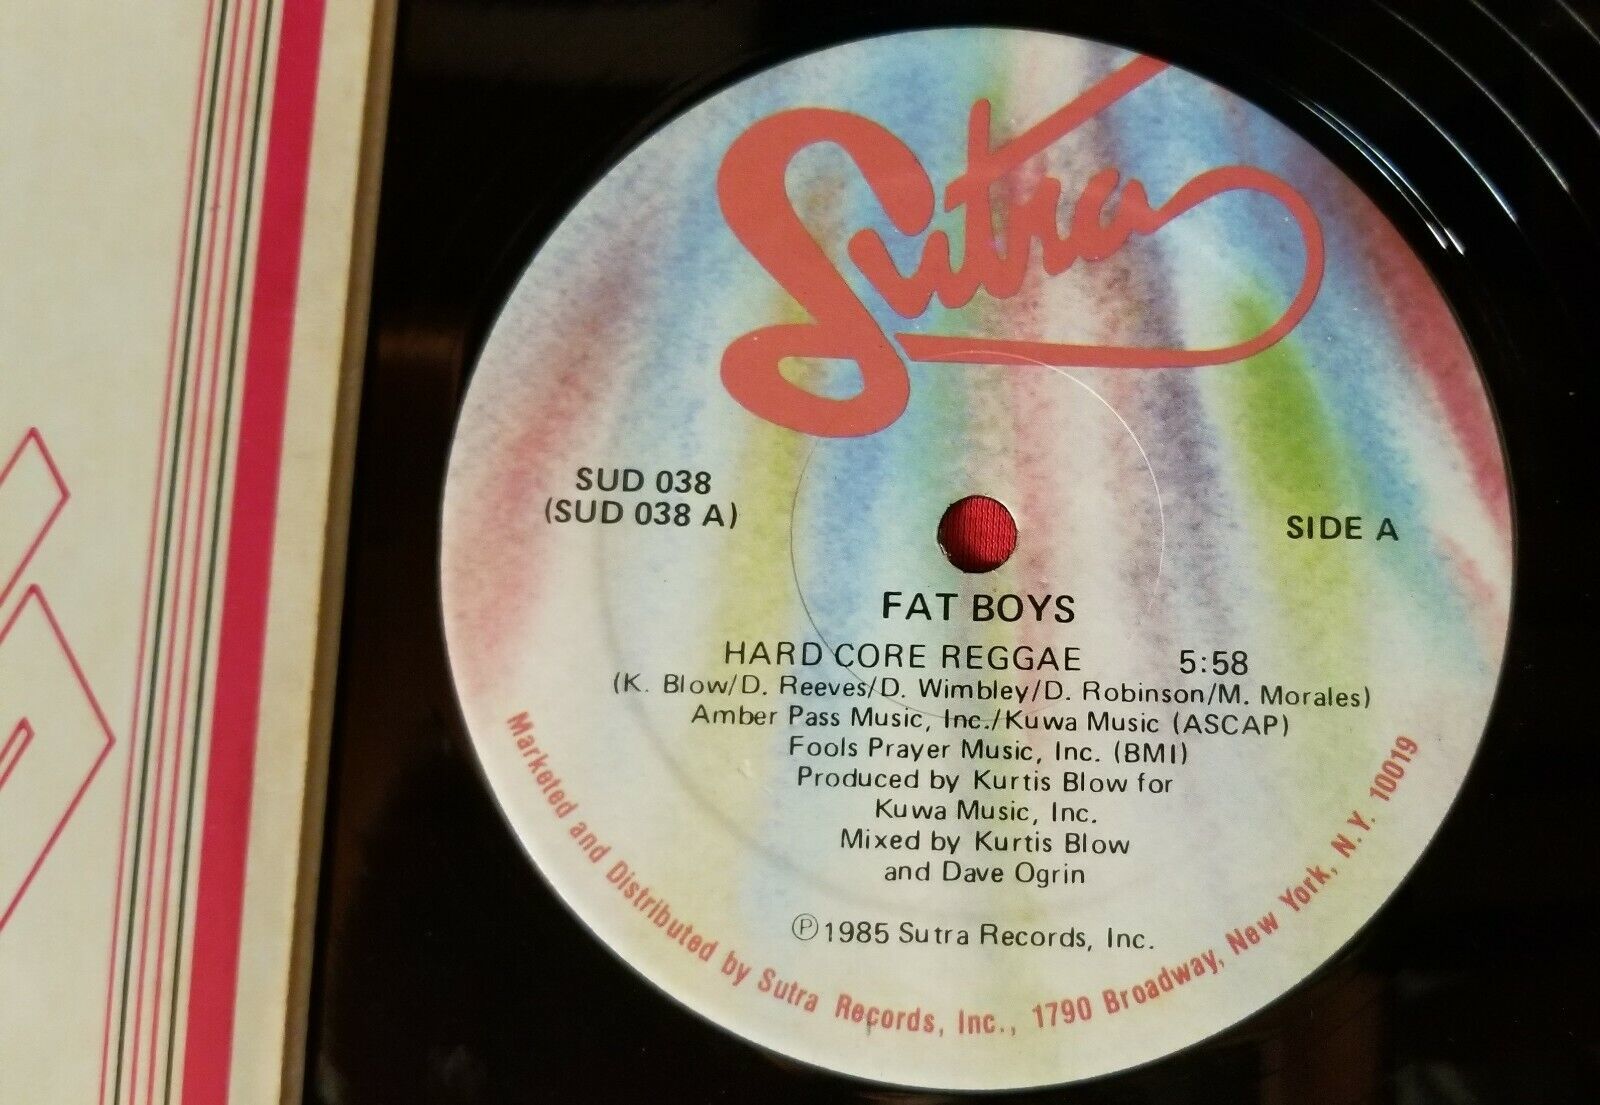 Sutra
SUD 038
(SUD 038 A)
SIDE A
FAT BOYS
HARD CORE REGGAE 5:58
(K. Blow/D. Reeves/D. Wimbley/D. Robinson/M. Morales)
Amber Pass Music, Inc./Kuwa Music (ASCAP)
Fools Prayer Music, Inc. (BMI)
Produced by Kurtis Blow for
Kuwa Music, Inc.
Mixed by Kurtis Blow
and Dave Ogrin
Ⓟ1985 Sutra Records, Inc.
Marketed and Distributed by Sutra Records, Inc., 1790 Broadway, New York, N.Y. 10019